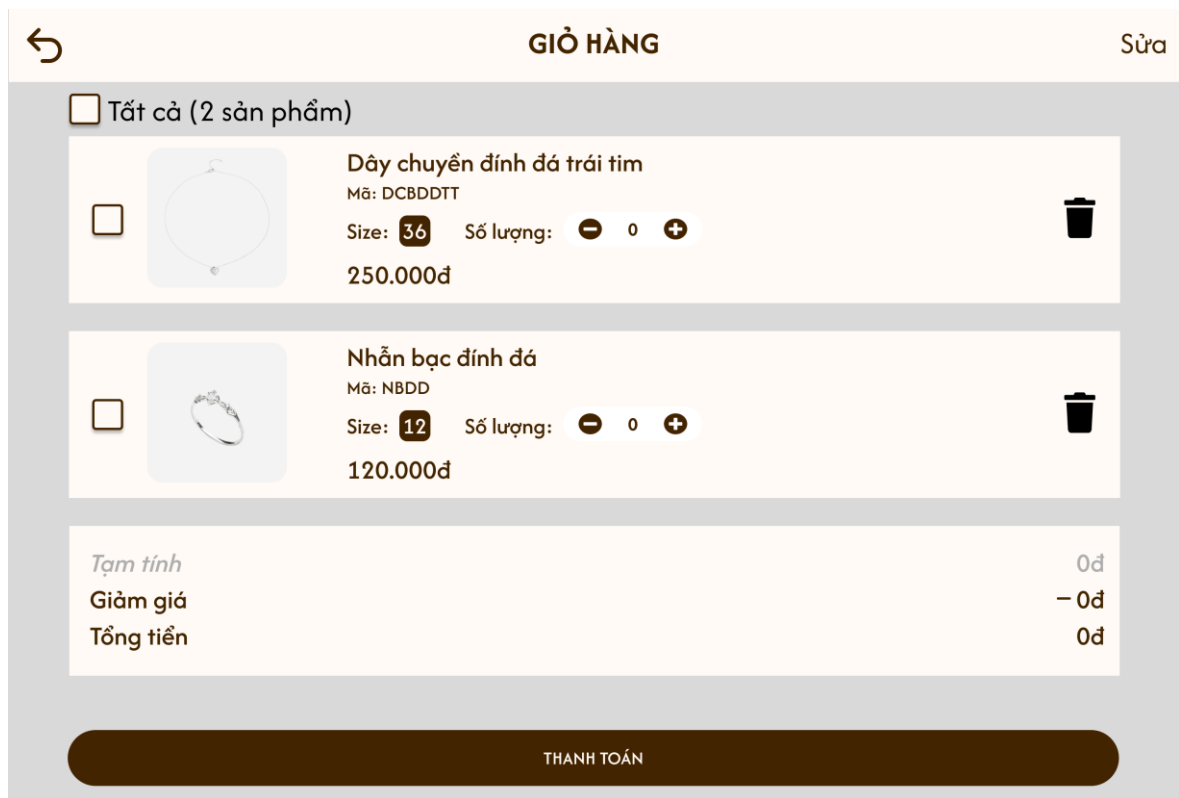 GIỎ HÀNG
Sửa
Tất cả (2 sản phẩm)
Dây chuyền đính đá trái tim
Mã: DCBDDTT
Size: 36 Số lượng: 0
250.000đ
Nhẫn bạc đính đá
Mã: NBDD
Size: 12 Số lượng: 0
120.000đ
Tạm tính 0đ
Giảm giá – 0đ
Tổng tiển 0đ
THANH TOÁN